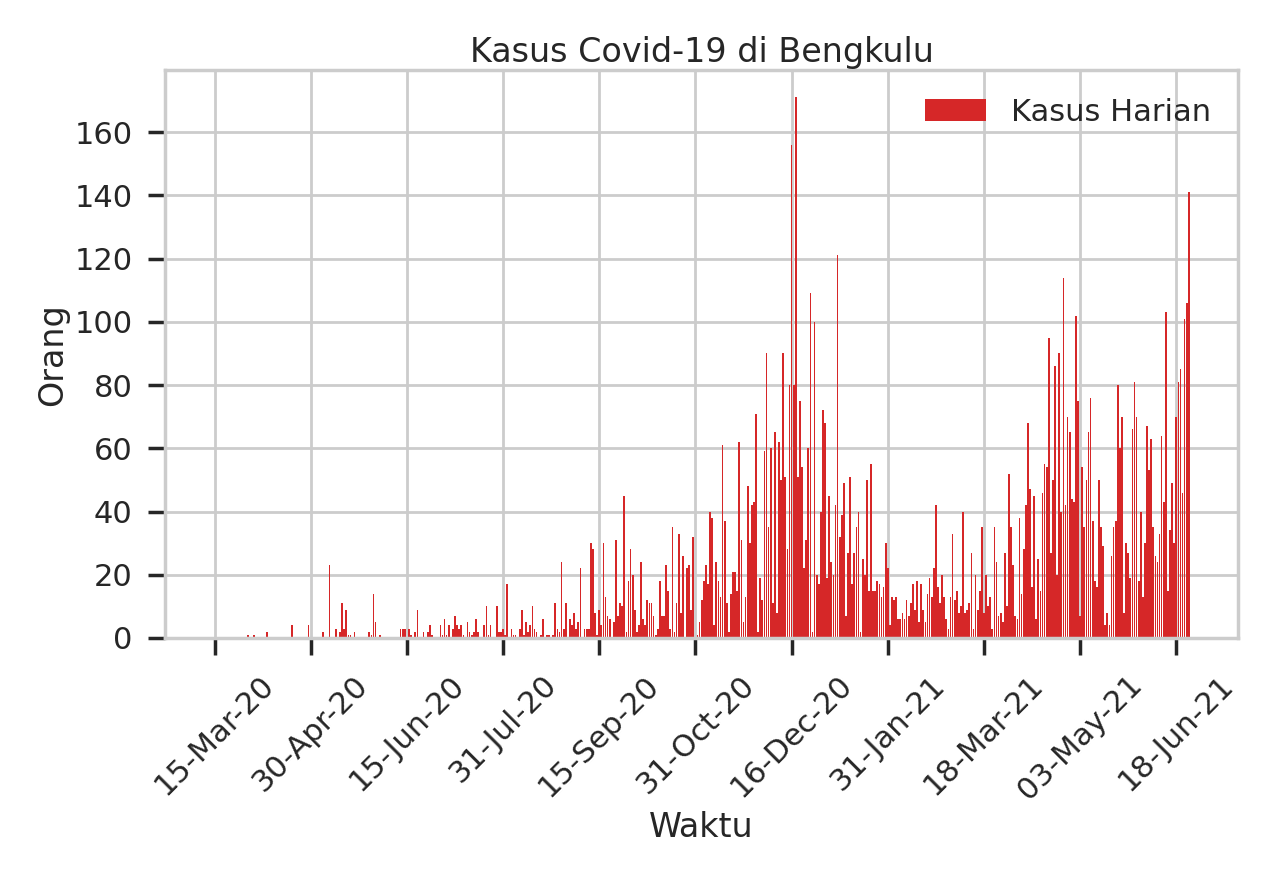 Kasus Covid-19 di Bengkulu
Kasus Harian
Orang
160
140
120
100
80
60
40
20
0
15-Mar-20
30-Apr-20
15-Jun-20
31-Jul-20
15-Sep-20
31-Oct-20
16-Dec-20
31-Jan-21
18-Mar-21
03-May-21
18-Jun-21
Waktu